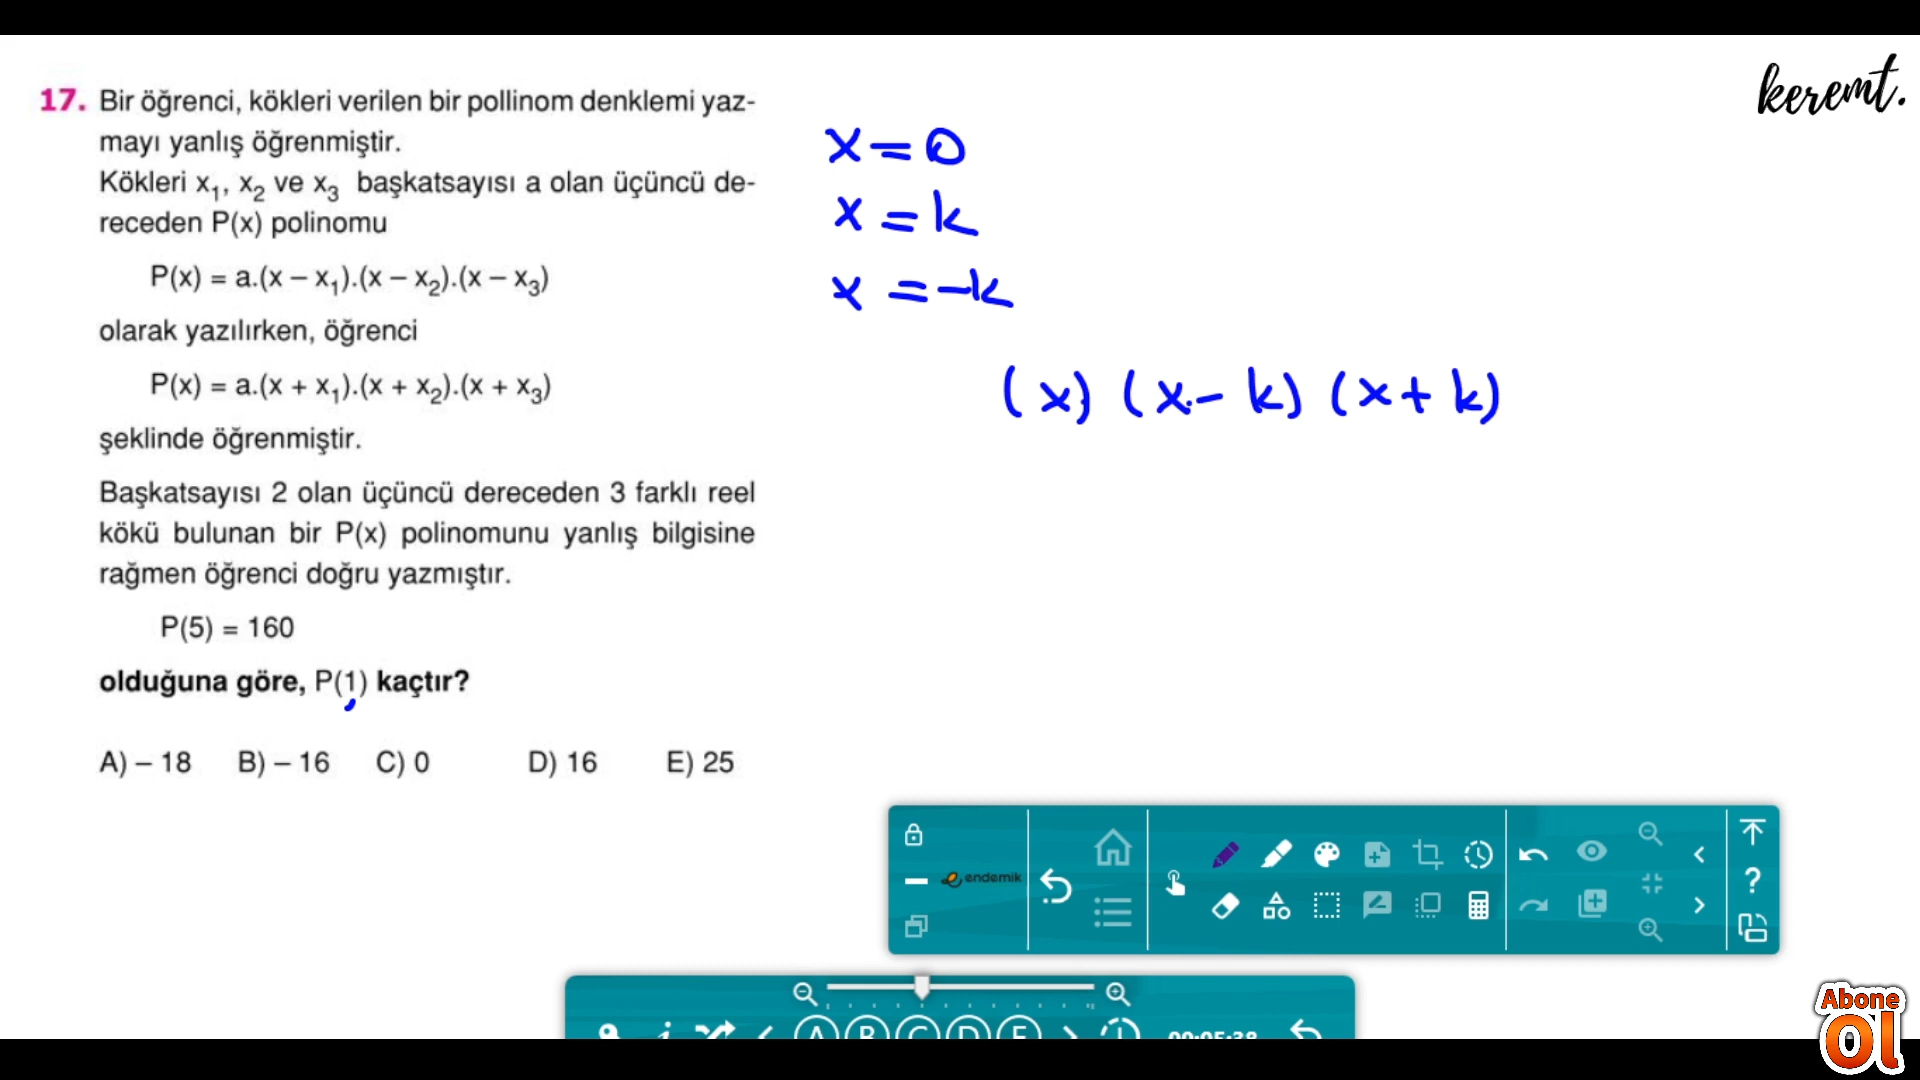 keremt.
17. Bir öğrenci, kökleri verilen bir pollinom denklemi yaz-
mayı yanlış öğrenmiştir.
Kökleri x₁, x₂ ve x₃ başkatsayısı a olan üçüncü de-
receden P(x) polinomu
P(x) = a.(x – x₁).(x – x₂).(x – x₃)
olarak yazılırken, öğrenci
P(x) = a.(x + x₁).(x + x₂).(x + x₃)
şeklinde öğrenmiştir.
Başkatsayısı 2 olan üçüncü dereceden 3 farklı reel
kökü bulunan bir P(x) polinomunu yanlış bilgisine
rağmen öğrenci doğru yazmıştır.
P(5) = 160
olduğuna göre, P(1) kaçtır?
A) – 18 B) – 16 C) 0 D) 16 E) 25
x = 0
x = k
x = -k
(x) (x - k) (x + k)
endemik
?
A B C D E
00:05:38
Abone
Ol